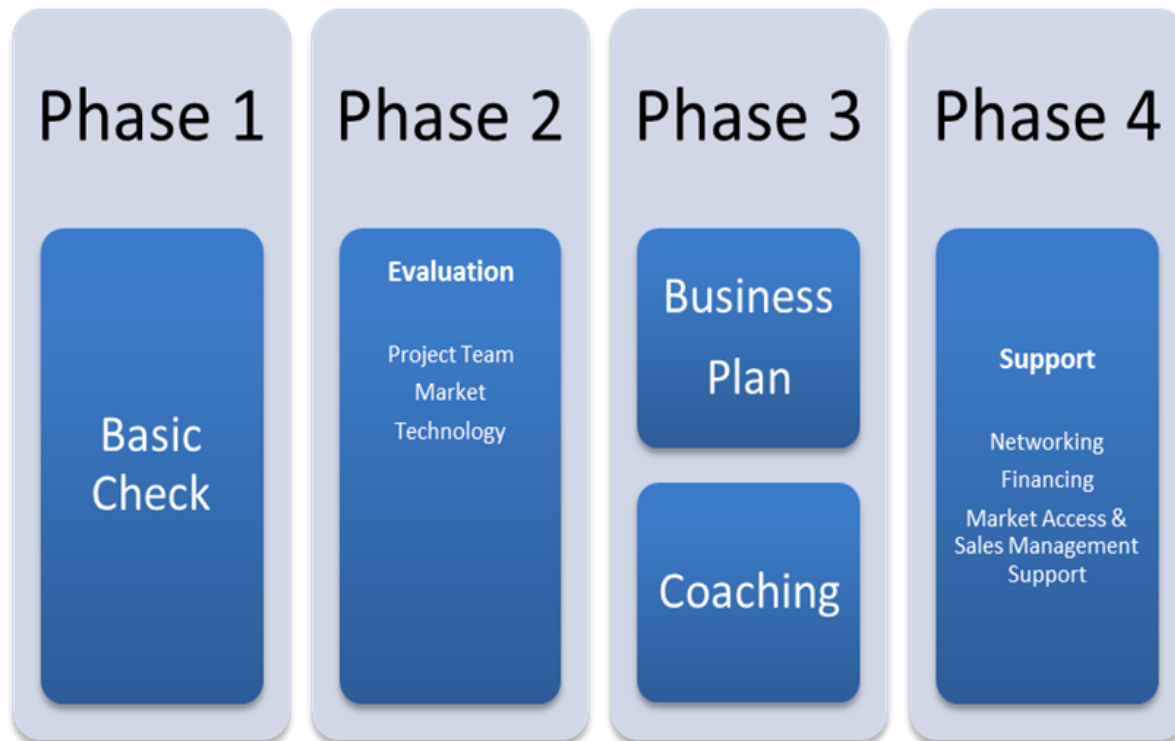 Phase 1
Basic
Check
Phase 2
Evaluation
Project Team
Market
Technology
Phase 3
Business
Plan
Coaching
Phase 4
Support
Networking
Financing
Market Access &
Sales Management
Support